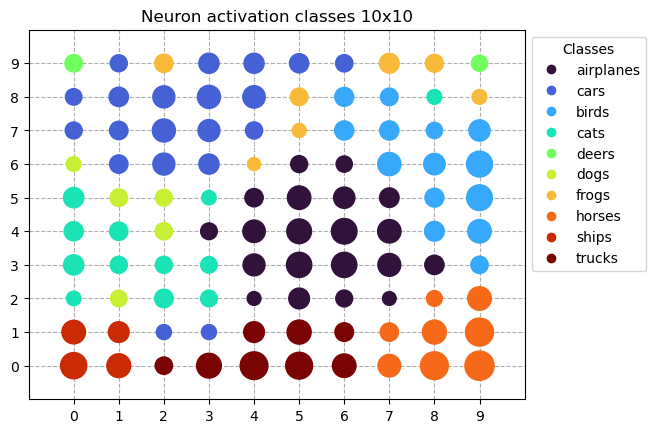 Neuron activation classes 10x10
9
8
7
6
5
4
3
2
1
0
0 1 2 3 4 5 6 7 8 9
Classes
airplanes
cars
birds
cats
deers
dogs
frogs
horses
ships
trucks